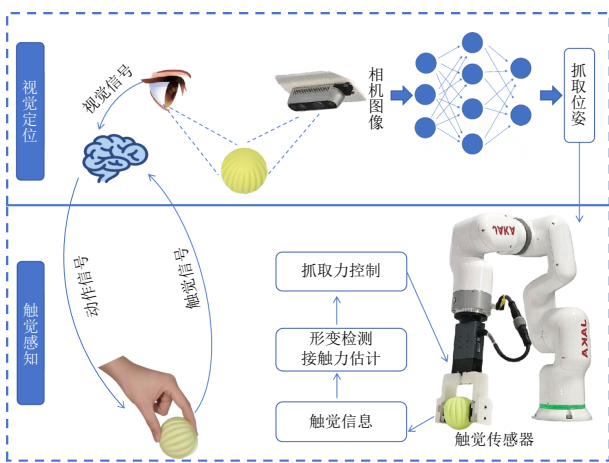 视觉定位
视觉信号
相机图像
抓取位姿
触觉感知
动作信号
触觉信号
抓取力控制
形变检测
接触力估计
触觉信息
触觉传感器
JAKA
JAKA